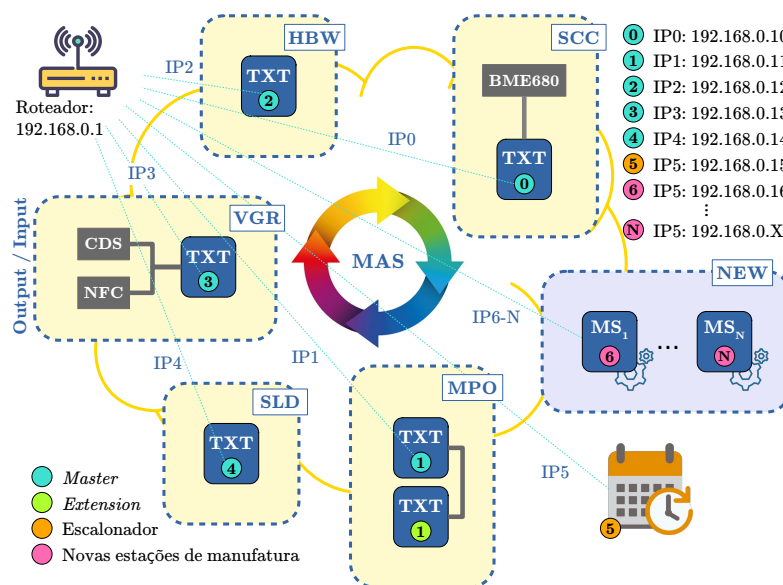 HBW
SCC
0 IP0: 192.168.0.10
1 IP1: 192.168.0.11
2 IP2: 192.168.0.12
3 IP3: 192.168.0.13
4 IP4: 192.168.0.14
5 IP5: 192.168.0.15
6 IP5: 192.168.0.16
⋮
N IP5: 192.168.0.X
IP2
TXT
2
BME680
Roteador:
192.168.0.1
IP0
TXT
0
IP3
VGR
Output / Input
CDS
NFC
TXT
3
MAS
NEW
IP6-N
MS1
6
...
MSN
N
IP4
IP1
SLD
MPO
TXT
4
TXT
1
TXT
1
IP5
5
Master
Extension
Escalonador
Novas estações de manufatura